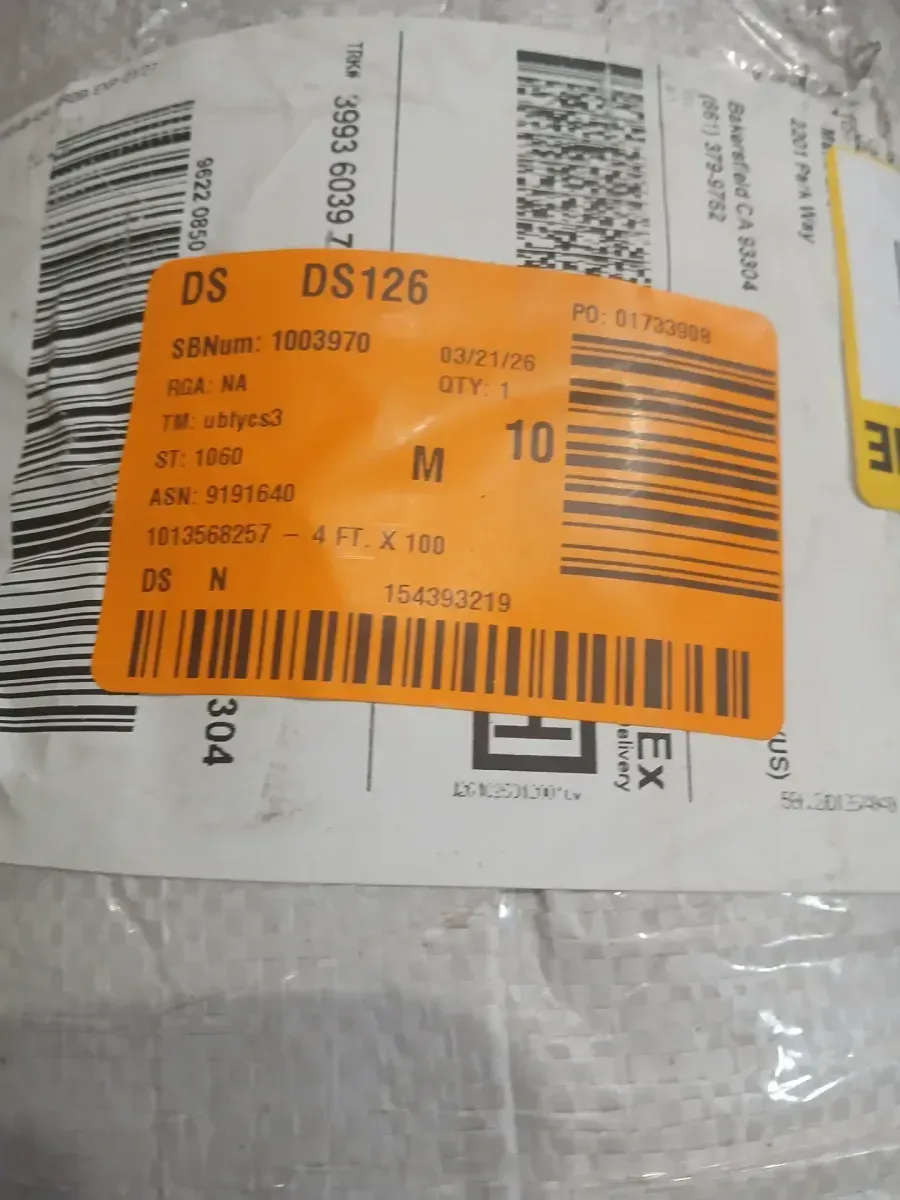 DS DS126
PO: 01733908
SBNum: 1003970
03/21/26
RGA: NA
QTY: 1
TM: ublycs3
ST: 1060
M 10
ASN: 9191640
1013568257 – 4 FT. X 100
DS N
154393219
TRK# 3993 6039 7
9622 0850
304
2201 Park Way
Bakersfield CA 93304
(661) 379-9782
EX
elivery
H
(US)